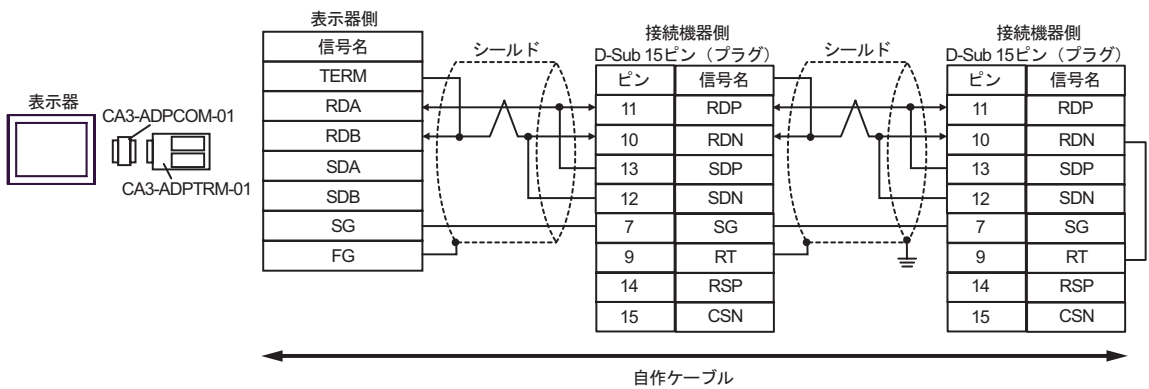 表示器
CA3-ADPCOM-01
CA3-ADPTRM-01
表示器側
信号名
TERM
RDA
RDB
SDA
SDB
SG
FG
シールド
接続機器側
D-Sub 15ピン（プラグ）
ピン 信号名
11 RDP
10 RDN
13 SDP
12 SDN
7 SG
9 RT
14 RSP
15 CSN
シールド
接続機器側
D-Sub 15ピン（プラグ）
ピン 信号名
11 RDP
10 RDN
13 SDP
12 SDN
7 SG
9 RT
14 RSP
15 CSN
自作ケーブル